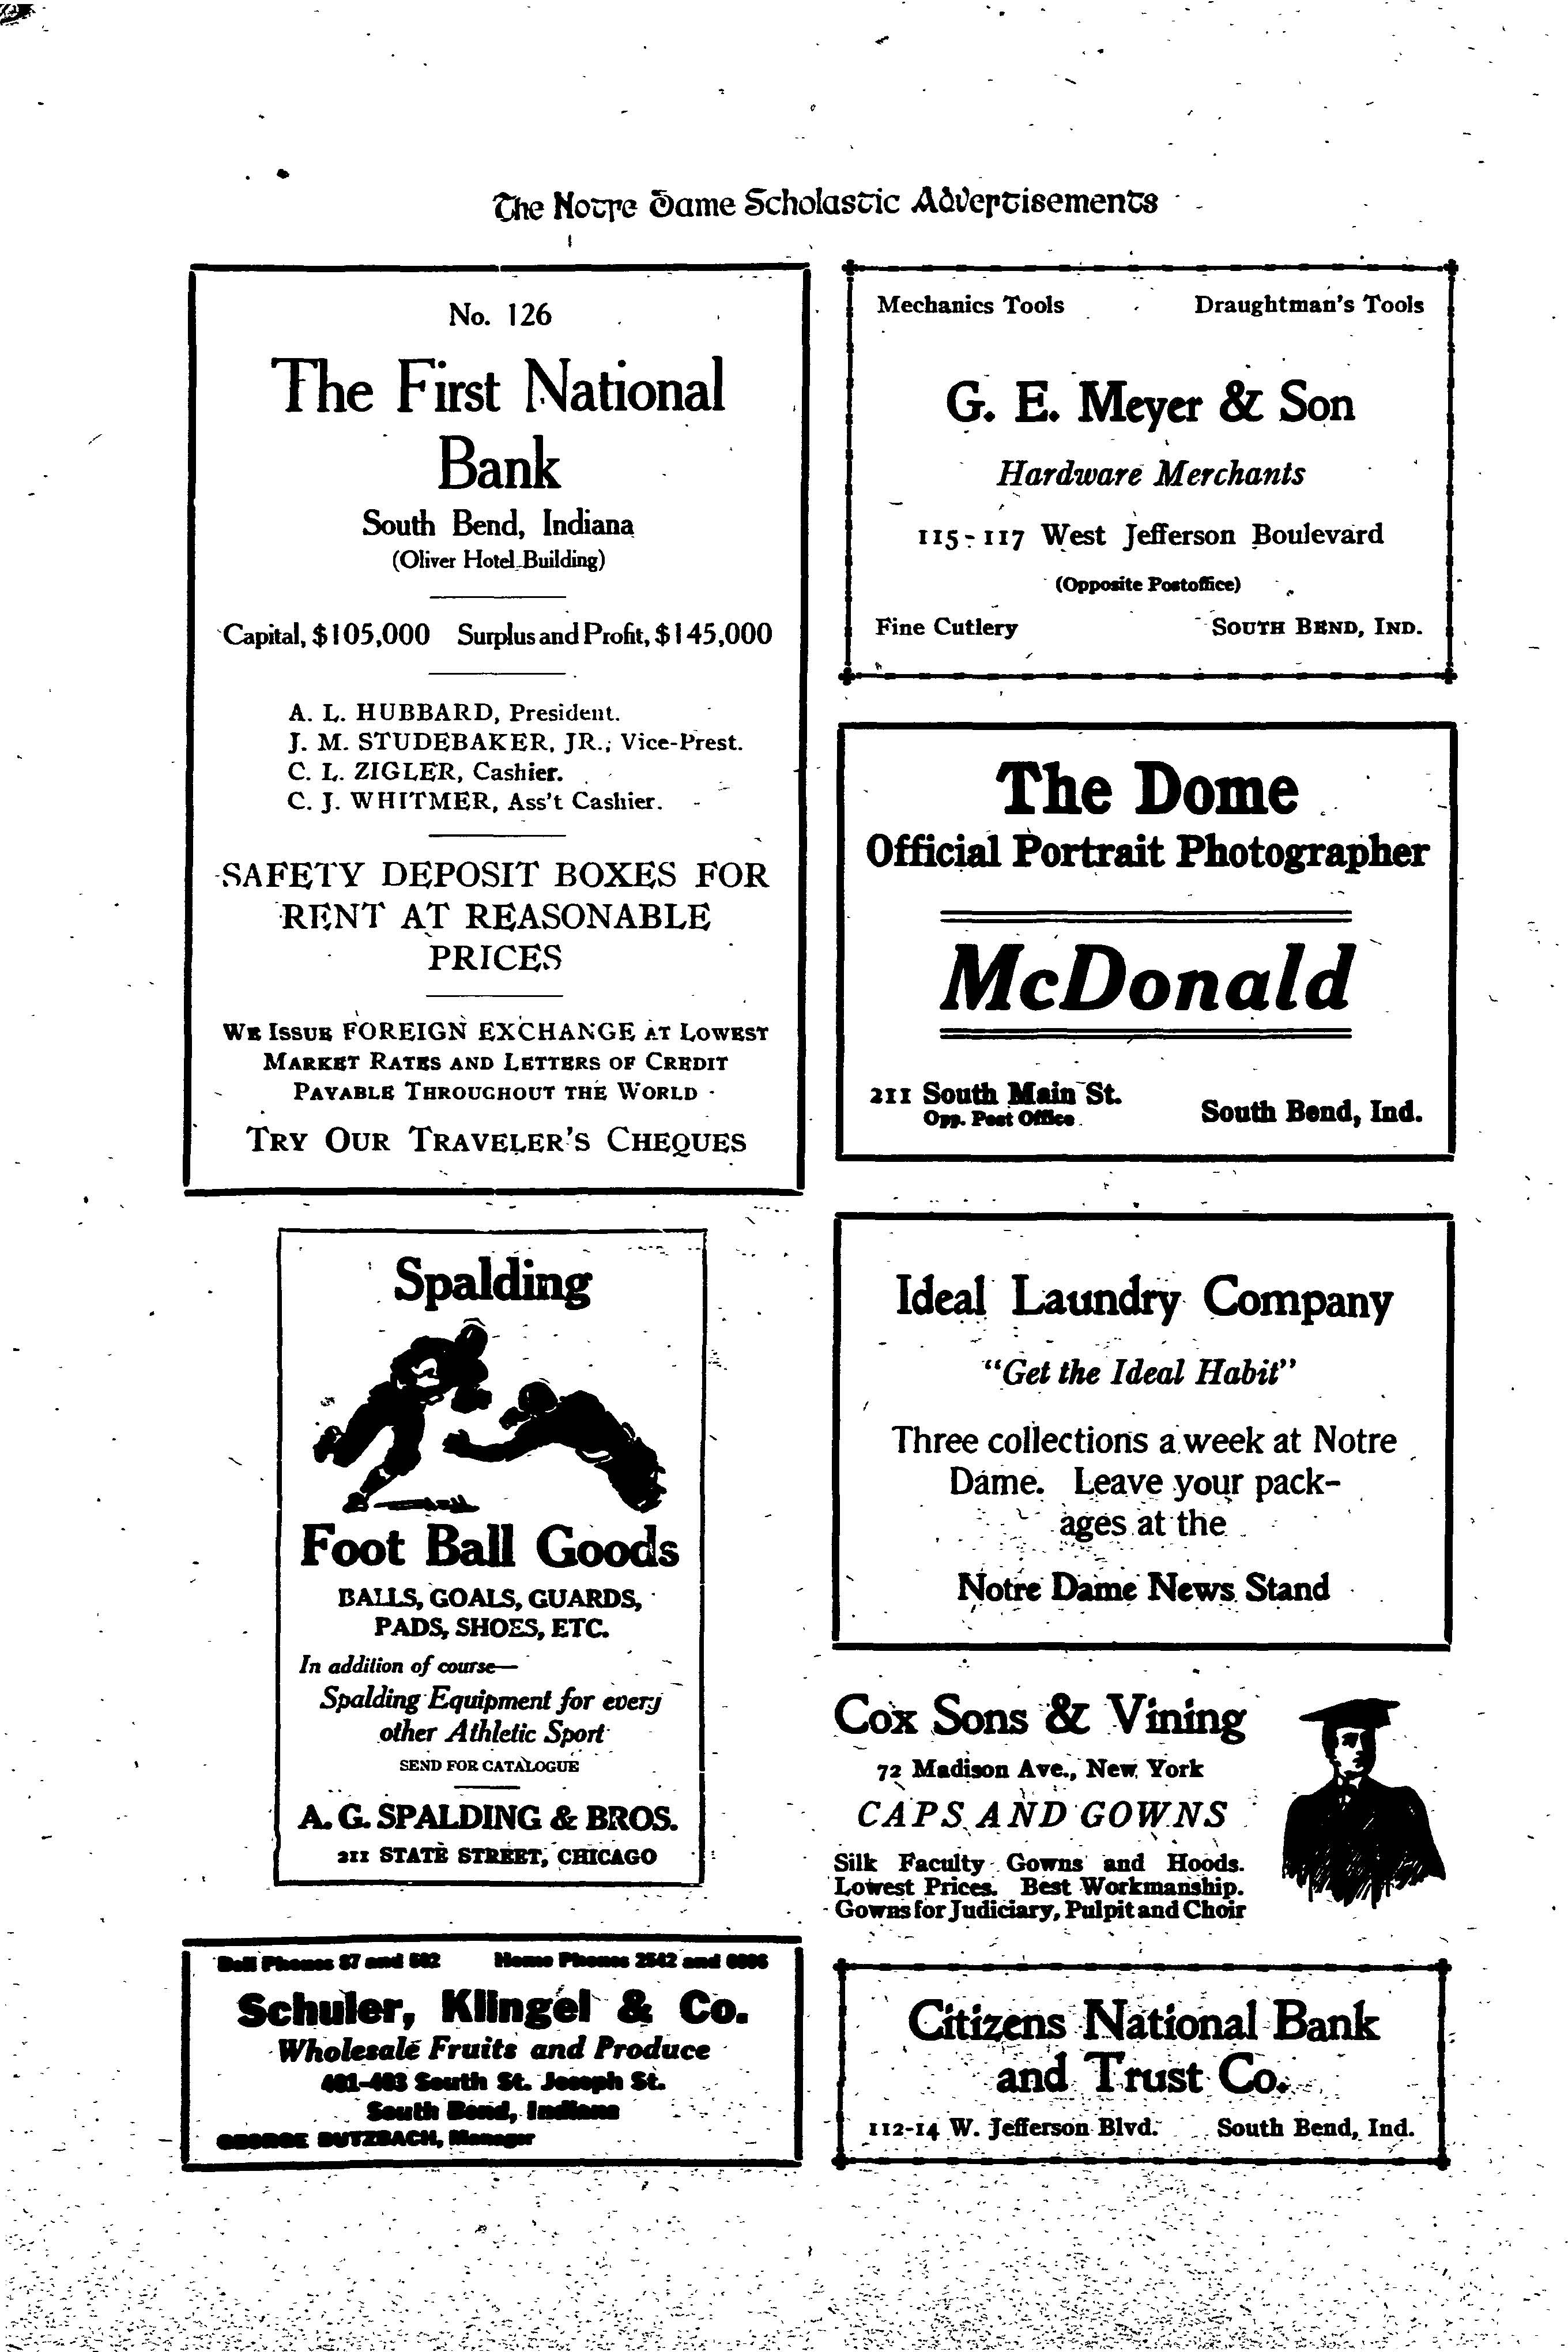 The Notre Dame Scholastic Advertisements
No. 126
The First National
Bank
South Bend, Indiana
(Oliver Hotel Building)
Capital, $105,000 Surplus and Profit, $145,000
A. L. HUBBARD, President.
J. M. STUDEBAKER, JR., Vice-Prest.
C. L. ZIGLER, Cashier.
C. J. WHITMER, Ass't Cashier.
SAFETY DEPOSIT BOXES FOR
RENT AT REASONABLE
PRICES
WE ISSUE FOREIGN EXCHANGE AT LOWEST
MARKET RATES AND LETTERS OF CREDIT
PAYABLE THROUGHOUT THE WORLD
TRY OUR TRAVELER'S CHEQUES
Spalding
Foot Ball Goods
BALLS, GOALS, GUARDS,
PADS, SHOES, ETC.
In addition of course—
Spalding Equipment for every
other Athletic Sport
SEND FOR CATALOGUE
A. G. SPALDING & BROS.
211 STATE STREET, CHICAGO
Bell Phones 87 and Home Phones 2542 and
Schuler, Klingel & Co.
Wholesale Fruits and Produce
401-403 South St. Joseph St.
South Bend, Indiana
GEORGE BUTZBACH, Manager
Mechanics Tools Draughtman's Tools
G. E. Meyer & Son
Hardware Merchants
115-117 West Jefferson Boulevard
(Opposite Postoffice)
Fine Cutlery SOUTH BEND, IND.
The Dome
Official Portrait Photographer
McDonald
211 South Main St.
Opp. Post Office
South Bend, Ind.
Ideal Laundry Company
"Get the Ideal Habit"
Three collections a week at Notre
Dame. Leave your pack-
ages at the
Notre Dame News Stand
Cox Sons & Vining
72 Madison Ave., New York
CAPS AND GOWNS
Silk Faculty Gowns and Hoods.
Lowest Prices. Best Workmanship.
Gowns for Judiciary, Pulpit and Choir
Citizens National Bank
and Trust Co.
112-14 W. Jefferson Blvd. South Bend, Ind.